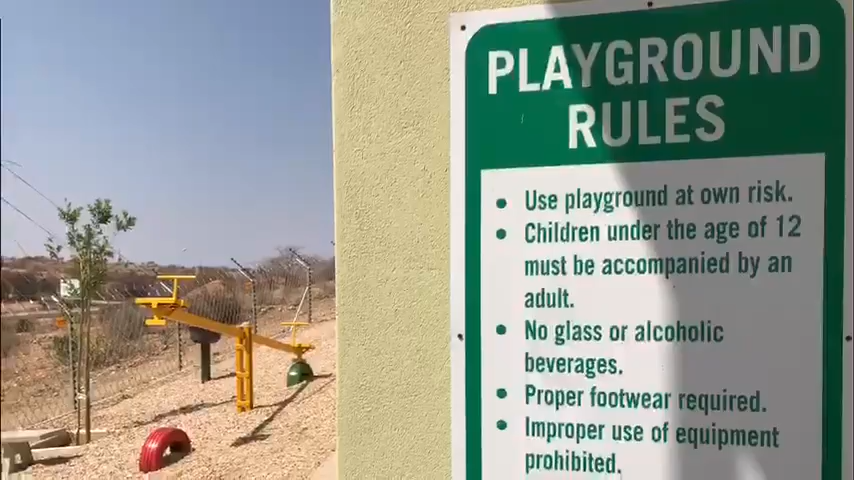 PLAYGROUND
RULES
• Use playground at own risk.
• Children under the age of 12
must be accompanied by an
adult.
• No glass or alcoholic
beverages.
• Proper footwear required.
• Improper use of equipment
prohibited.